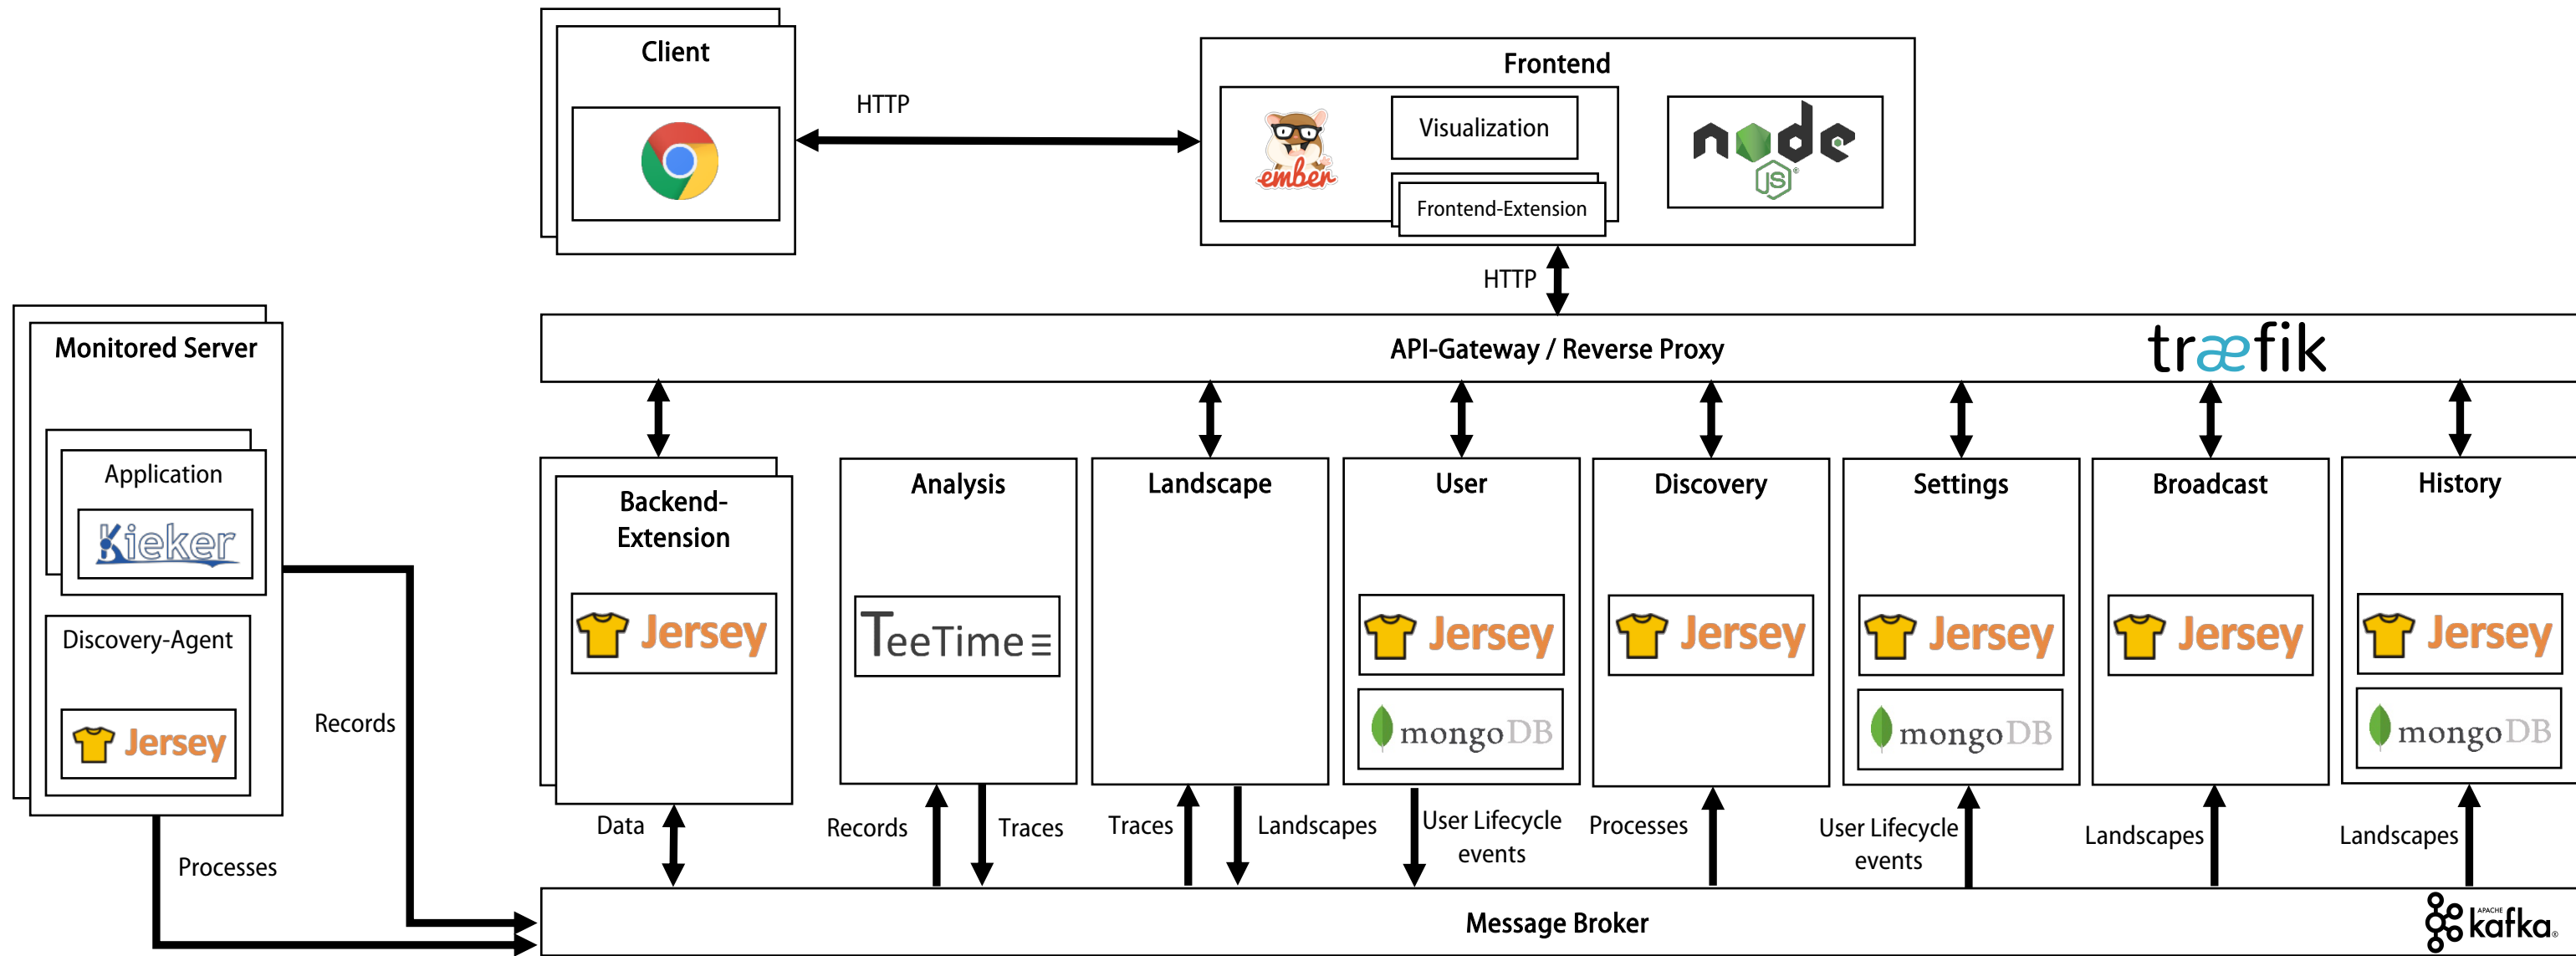 Client
HTTP
Frontend
ember
Visualization
Frontend-Extension
node
JS®
HTTP
API-Gateway / Reverse Proxy
træfik
Monitored Server
Application
Kieker
Discovery-Agent
Jersey
Records
Processes
Backend-
Extension
Jersey
Data
Analysis
TeeTime
Records
Traces
Landscape
Traces
Landscapes
User
Jersey
mongoDB
User Lifecycle
events
Discovery
Jersey
Processes
Settings
Jersey
mongoDB
User Lifecycle
events
Broadcast
Jersey
Landscapes
History
Jersey
mongoDB
Landscapes
Message Broker
APACHE
kafka®